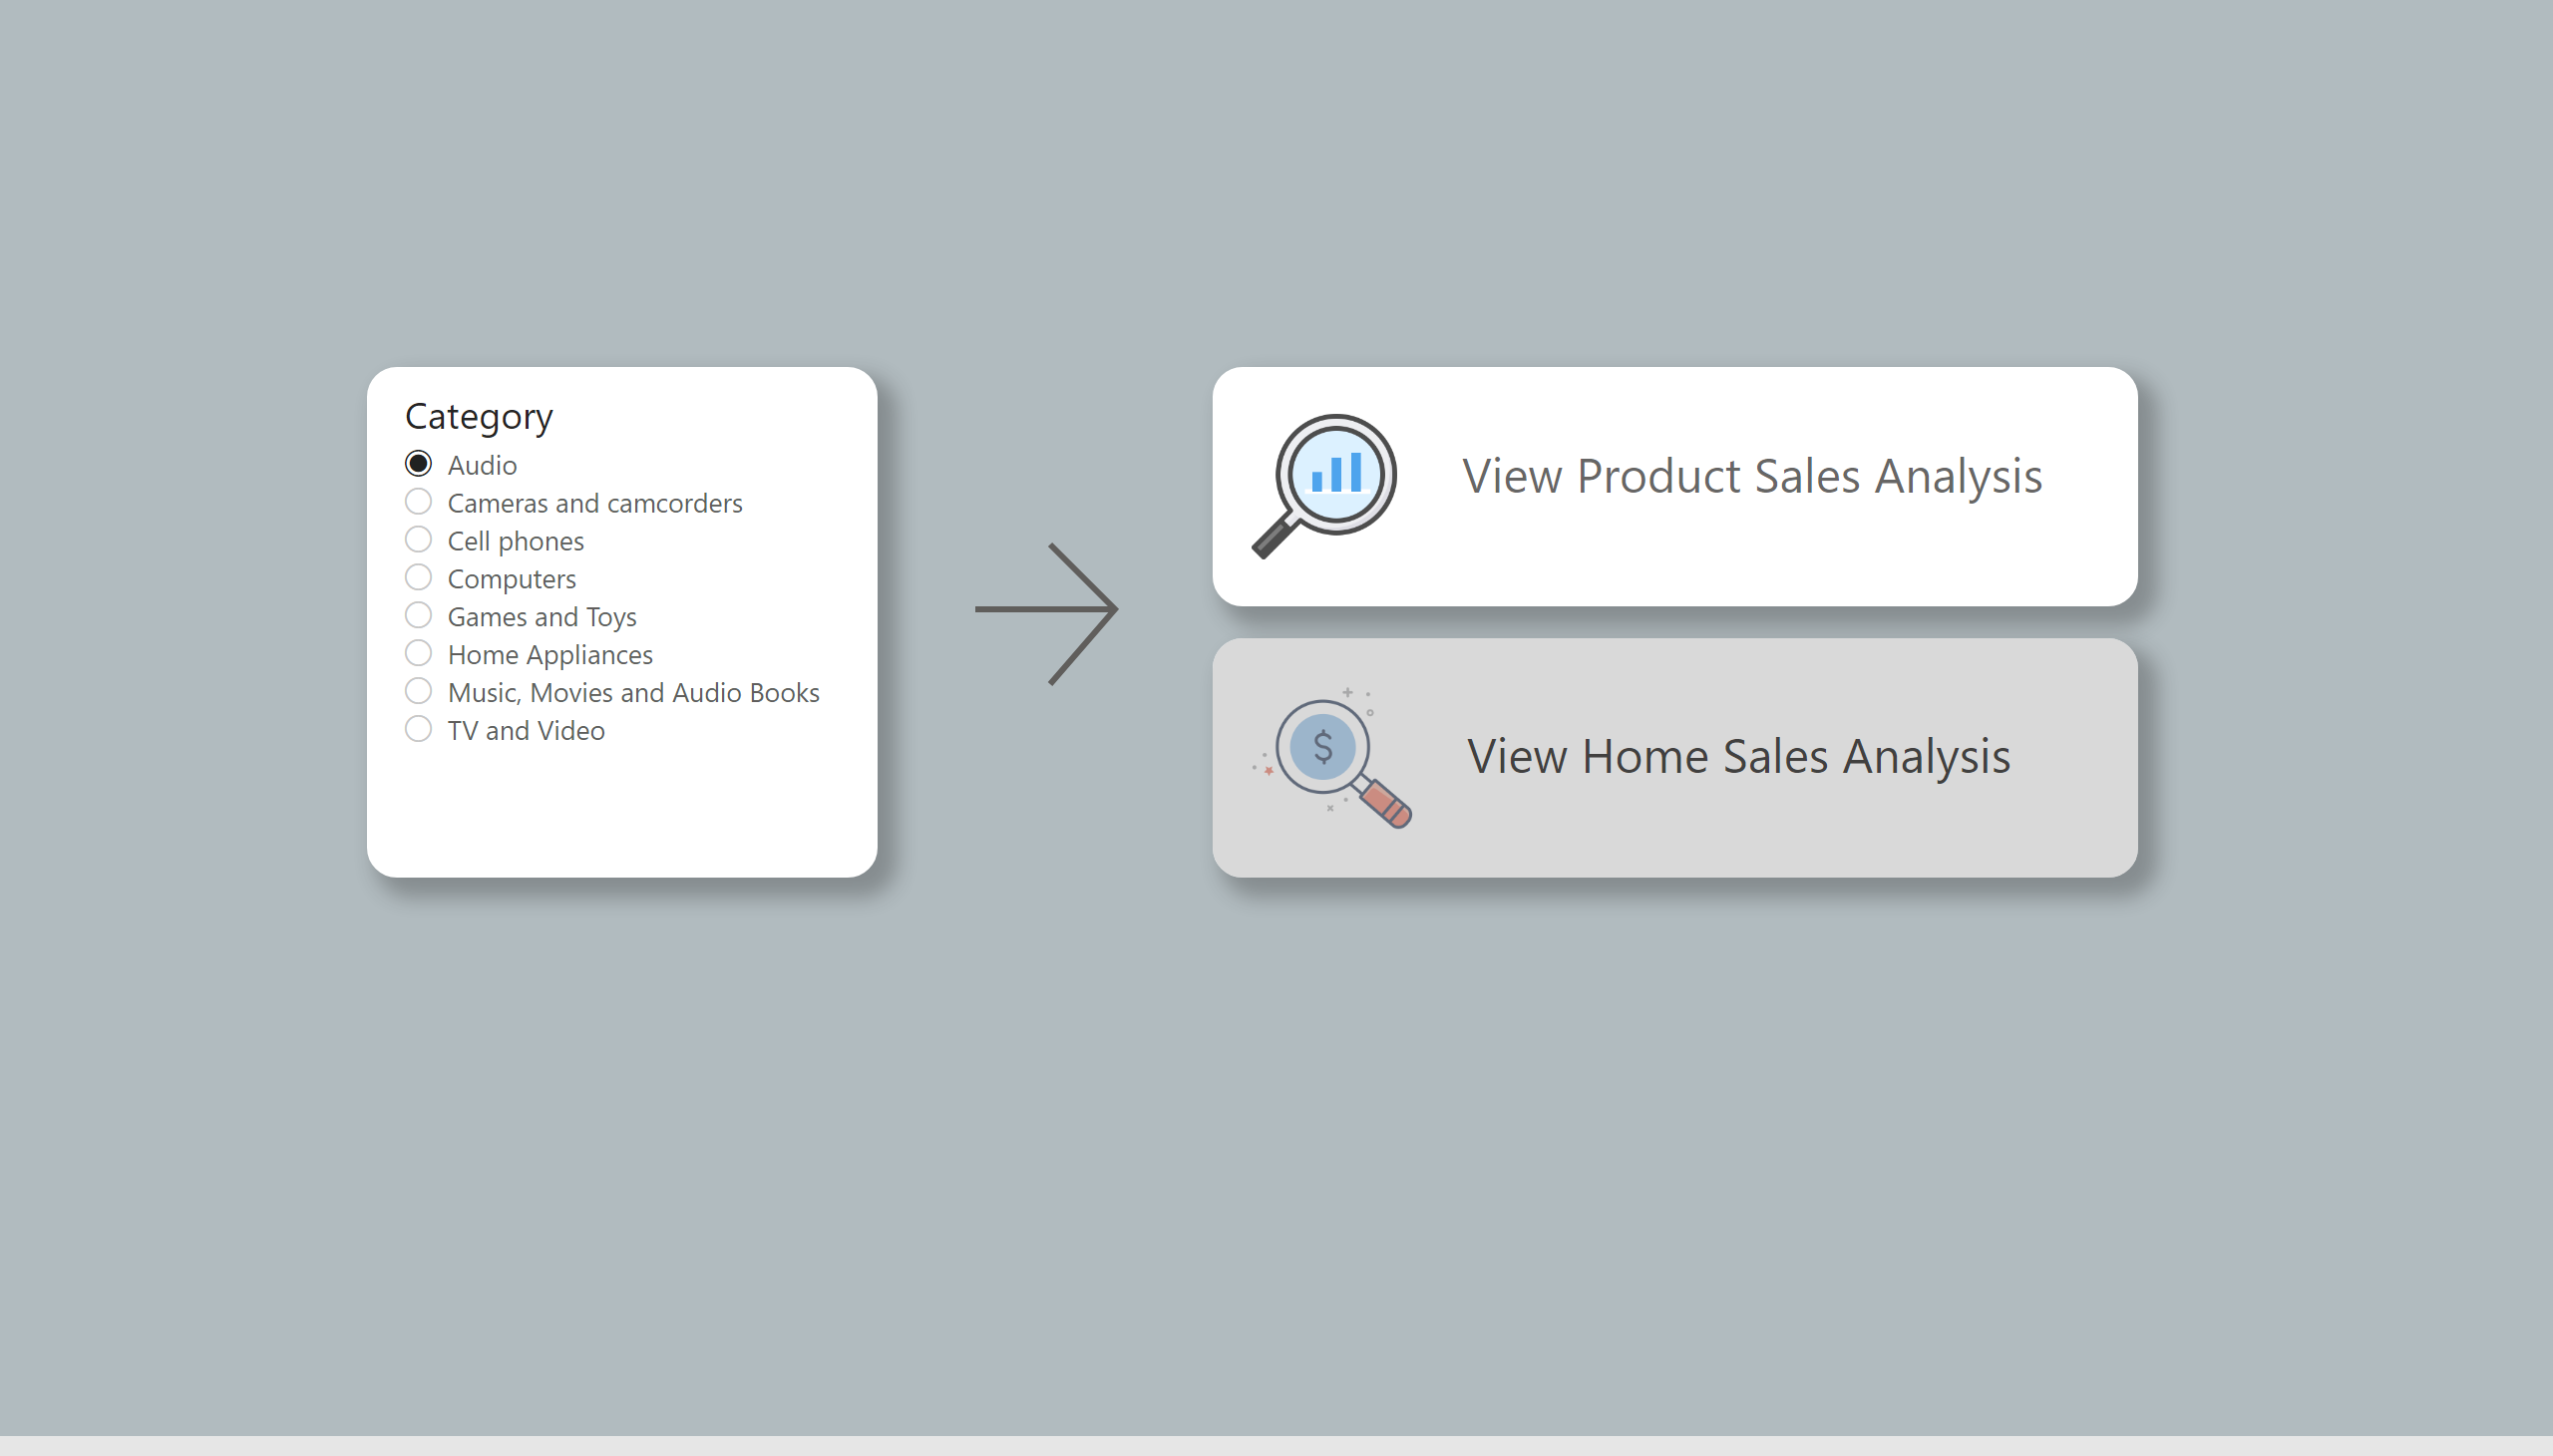 Category
Audio
Cameras and camcorders
Cell phones
Computers
Games and Toys
Home Appliances
Music, Movies and Audio Books
TV and Video
View Product Sales Analysis
$
View Home Sales Analysis